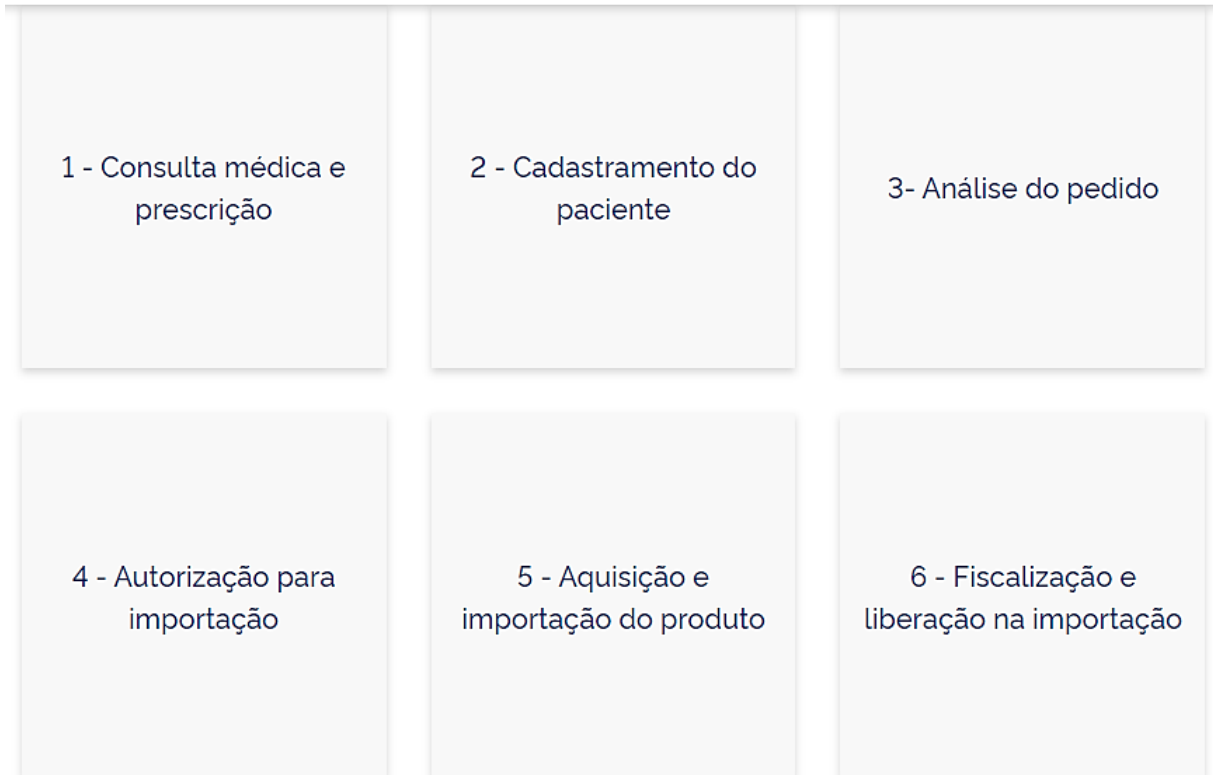 1 - Consulta médica e
prescrição
2 - Cadastramento do
paciente
3- Análise do pedido
4 - Autorização para
importação
5 - Aquisição e
importação do produto
6 - Fiscalização e
liberação na importação